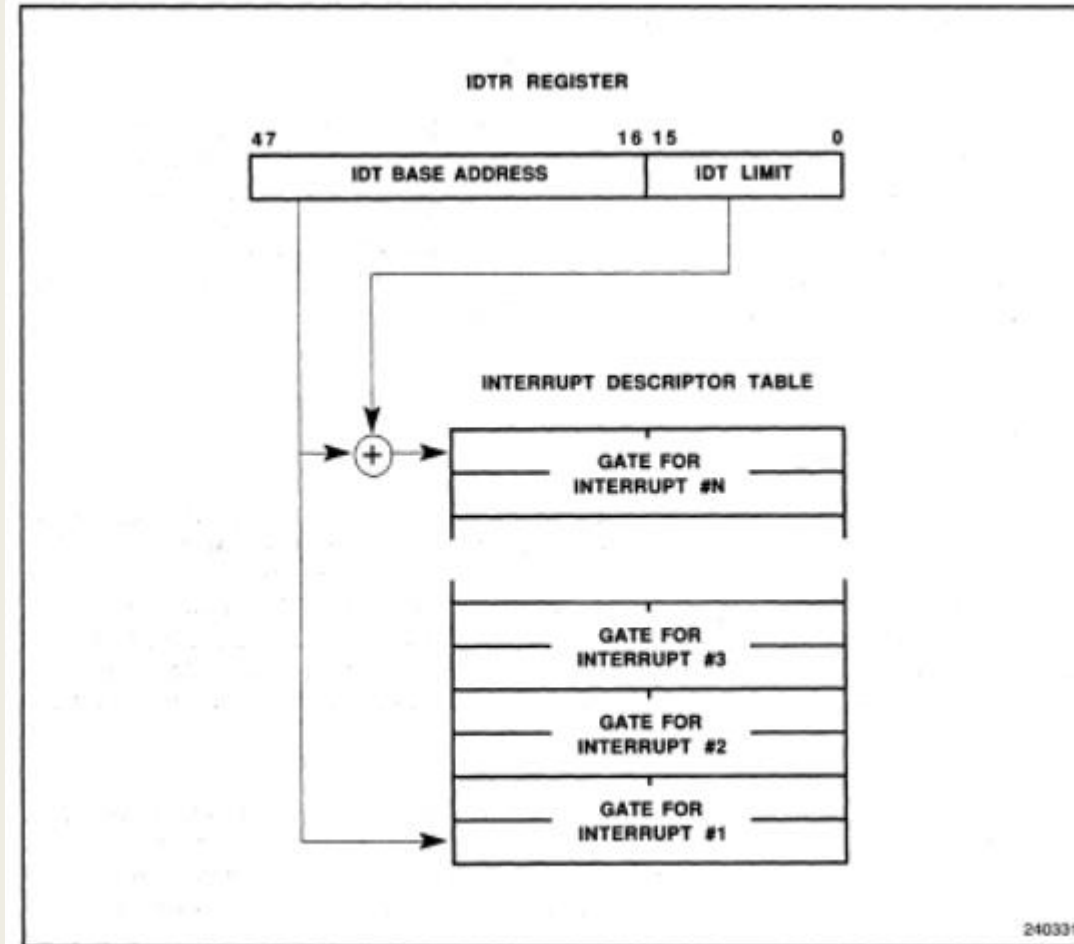 IDTR REGISTER
47 16 15 0
IDT BASE ADDRESS IDT LIMIT
INTERRUPT DESCRIPTOR TABLE
+
GATE FOR
INTERRUPT #N
GATE FOR
INTERRUPT #3
GATE FOR
INTERRUPT #2
GATE FOR
INTERRUPT #1
240331